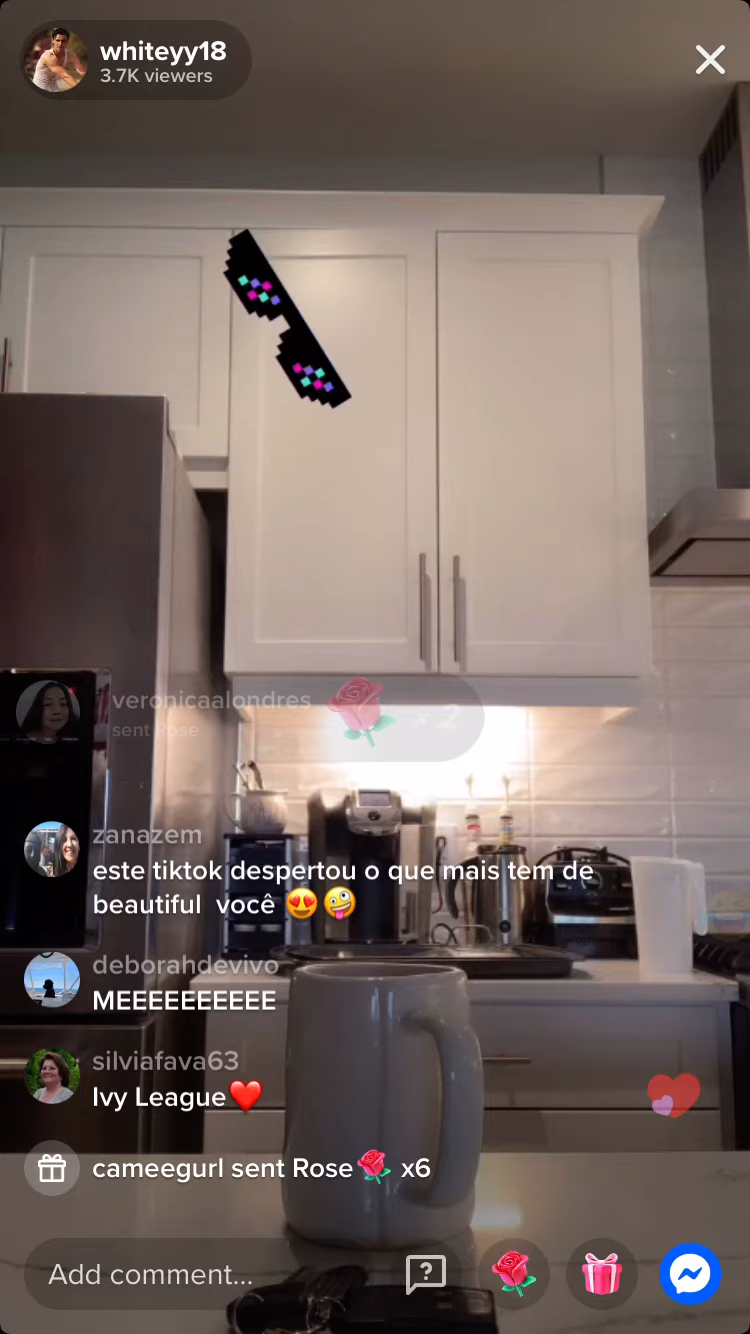 whiteyy18
3.7K viewers
veronicaalondres
sent Rose
x 2
zanazem
este tiktok despertou o que mais tem de
beautiful você 😍🤪
deborahdevivo
MEEEEEEEEEE
silviafava63
Ivy League❤️
cameegurl sent Rose🌹 x6
Add comment...
?